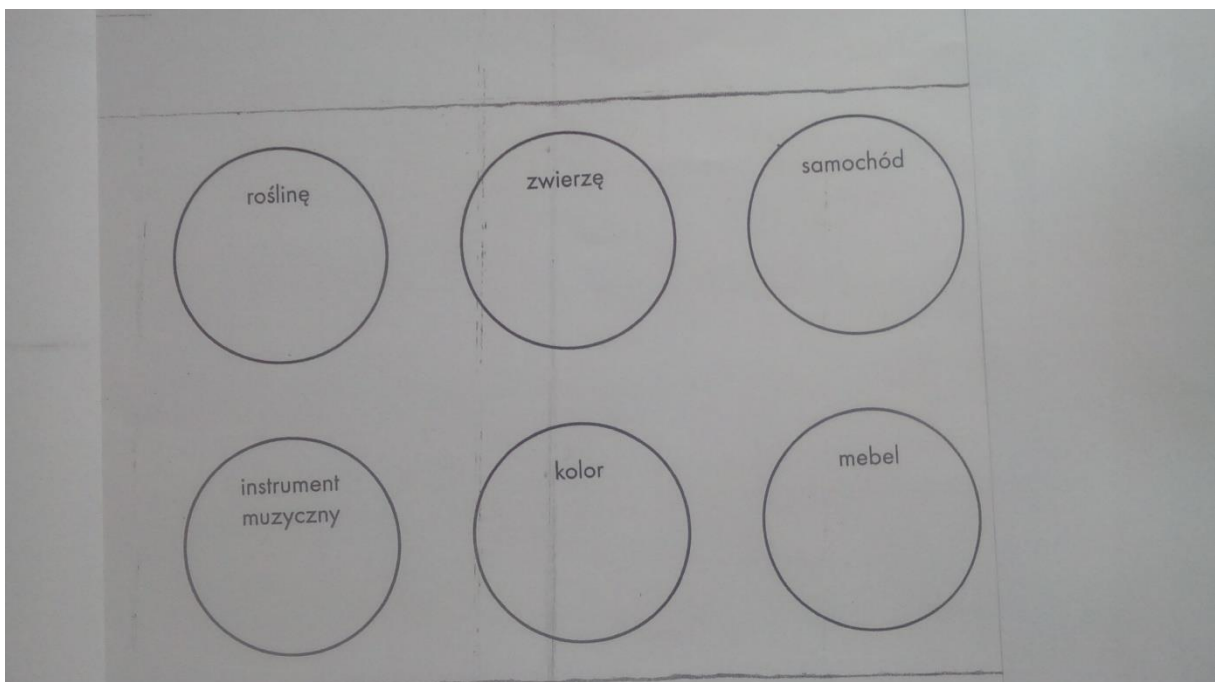 roślinę
zwierzę
samochód
instrument
muzyczny
kolor
mebel